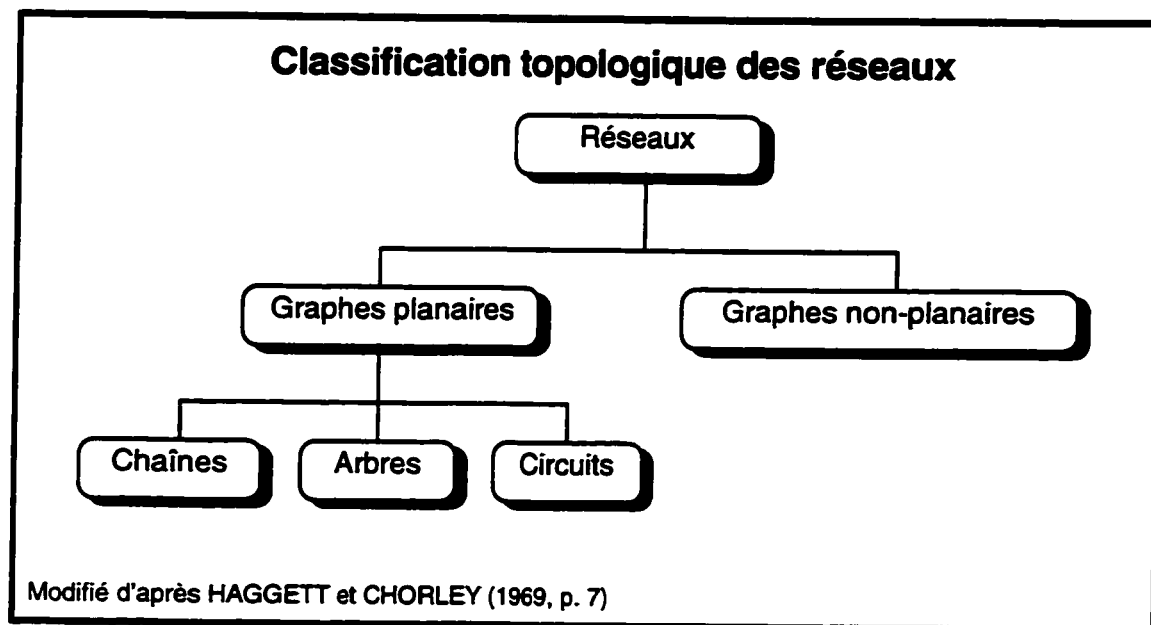 Classification topologique des réseaux
Réseaux
Graphes planaires
Graphes non-planaires
Chaînes
Arbres
Circuits
Modifié d'après HAGGETT et CHORLEY (1969, p. 7)